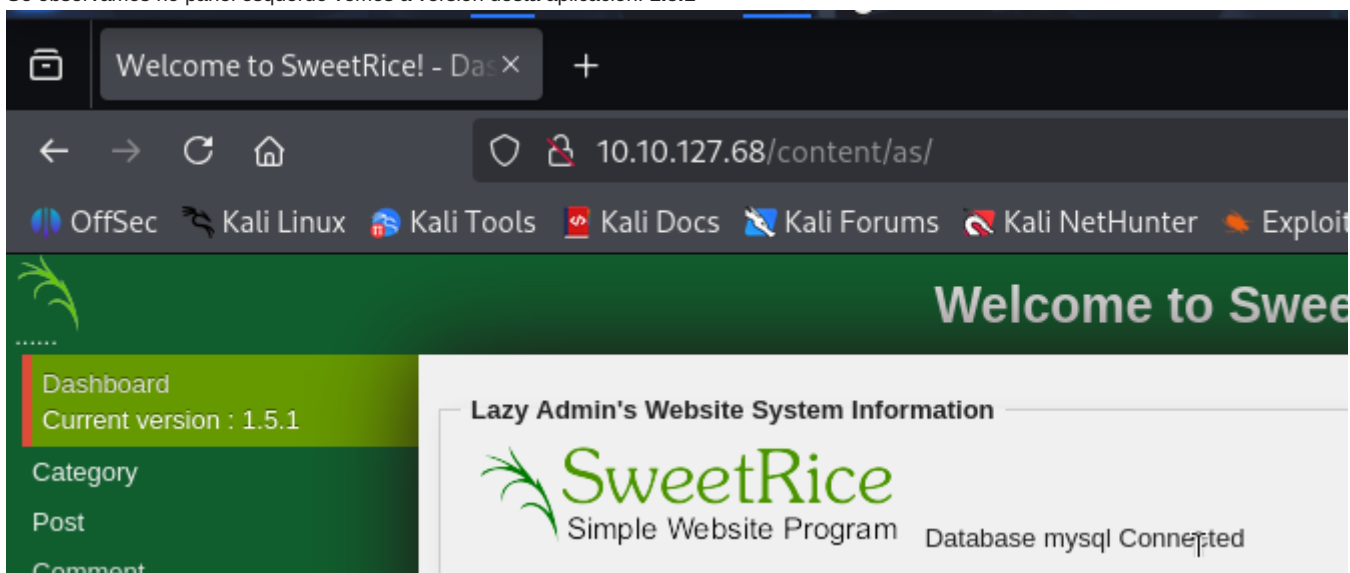 Welcome to SweetRice! - Das
10.10.127.68/content/as/
OffSec Kali Linux Kali Tools Kali Docs Kali Forums Kali NetHunter Exploit
Welcome to Swee
Dashboard
Current version : 1.5.1
Category
Post
Comment
Lazy Admin's Website System Information
SweetRice
Simple Website Program
Database mysql Connected